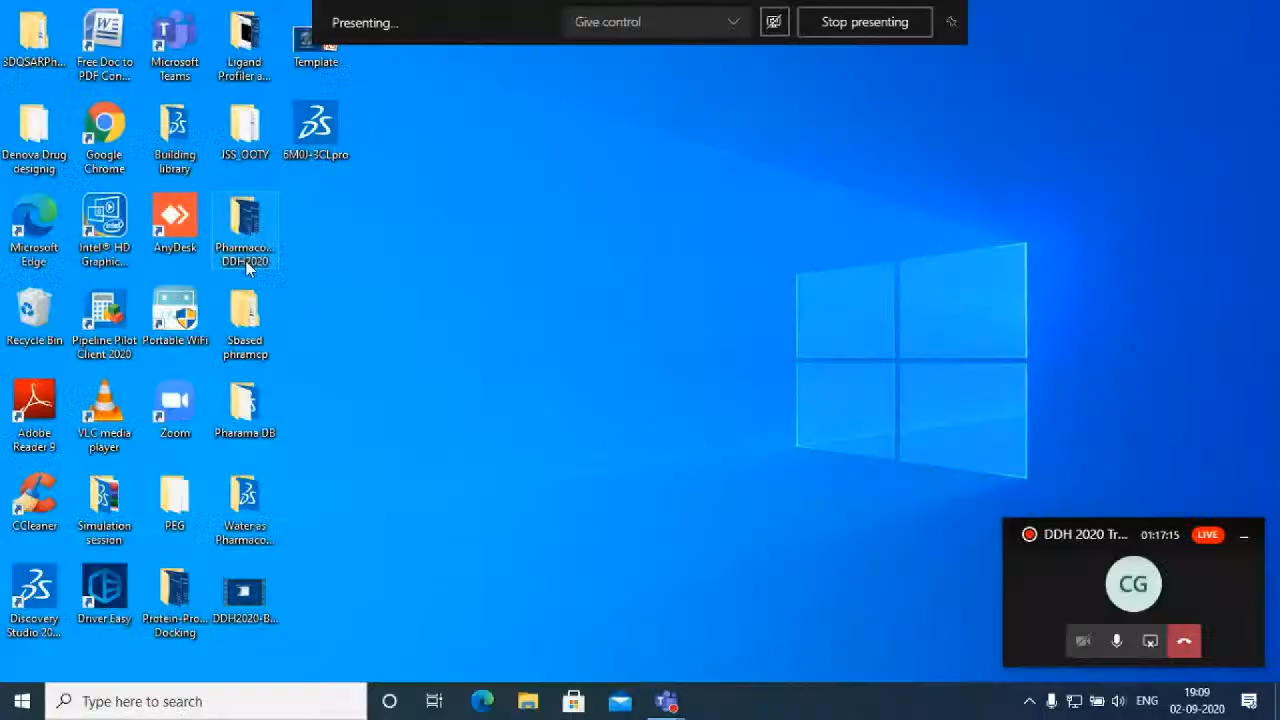 Presenting...
Give control
Stop presenting
3DQSARPh...
Free Doc to
PDF Con...
Microsoft
Teams
Ligand
Profiler a...
Template
Denova Drug
designig
Google
Chrome
Building
library
JSS_OOTY
6M0J-3CLpro
Microsoft
Edge
Intel® HD
Graphic...
AnyDesk
Pharmaco...
DDH2020
Recycle Bin
Pipeline Pilot
Client 2020
Portable WiFi
Sbased
phramcp
Adobe
Reader 9
VLC media
player
Zoom
Pharama DB
CCleaner
Simulation
session
PEG
Water as
Pharmaco...
Discovery
Studio 20...
Driver Easy
Protein-Pro...
Docking
DDH2020-B...
DDH 2020 Tr...
01:17:15
LIVE
CG
Type here to search
ENG
19:09
02-09-2020